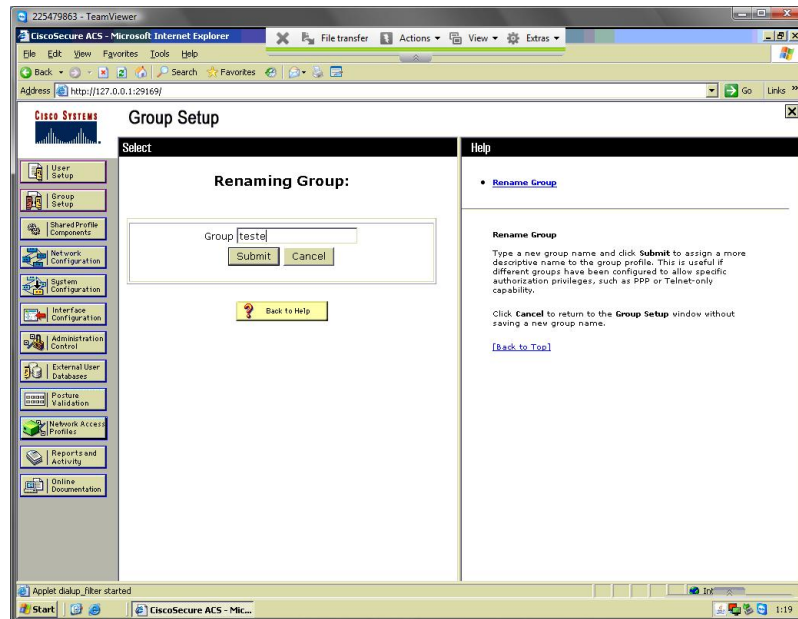 225479863 - TeamViewer
CiscoSecure ACS - Microsoft Internet Explorer
File transfer Actions View Extras
File Edit View Favorites Tools Help
Back Search Favorites
Address http://127.0.0.1:29169/ Go Links »
CISCO SYSTEMS
Group Setup
Select
Help
User Setup
Group Setup
Shared Profile Components
Network Configuration
System Configuration
Interface Configuration
Administration Control
External User Databases
Posture Validation
Network Access Profiles
Reports and Activity
Online Documentation
Renaming Group:
Group teste
Submit Cancel
? Back to Help
• Rename Group
Rename Group
Type a new group name and click Submit to assign a more
descriptive name to the group profile. This is useful if
different groups have been configured to allow specific
authorization privileges, such as PPP or Telnet-only
capability.
Click Cancel to return to the Group Setup window without
saving a new group name.
[Back to Top]
Applet dialup_filter started
Start CiscoSecure ACS - Mic... 1:19